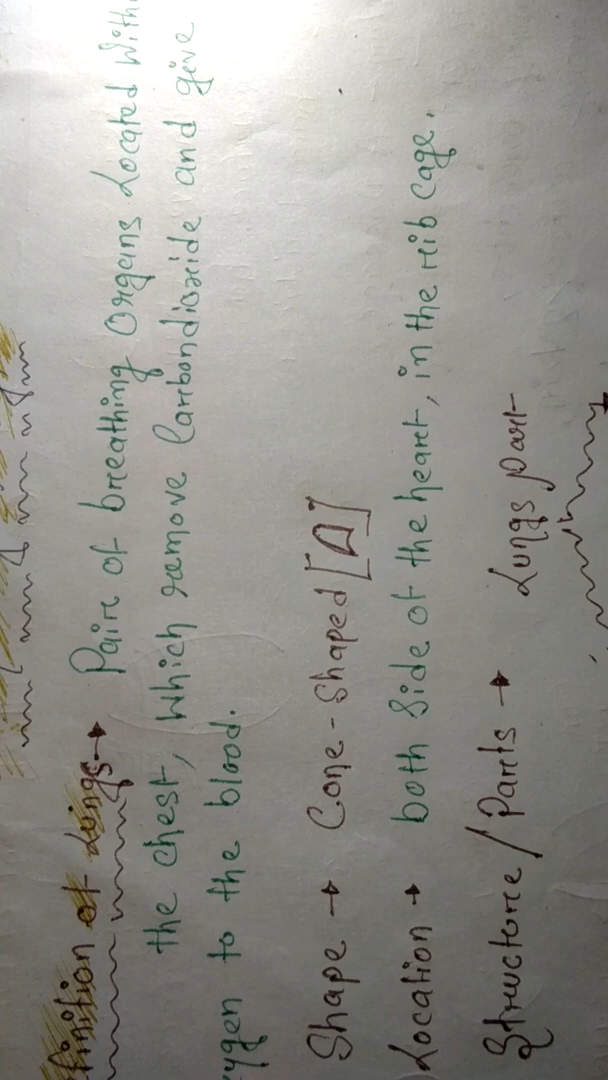 finition of Lungs → Pair of breathing Organs Located With
the chest, Which remove Carbondioxide and give
ygen to the blood.
Shape → Cone-Shaped [Δ]
Location → both Side of the heart, in the rib Cage.
Structore/Parts → Lungs part